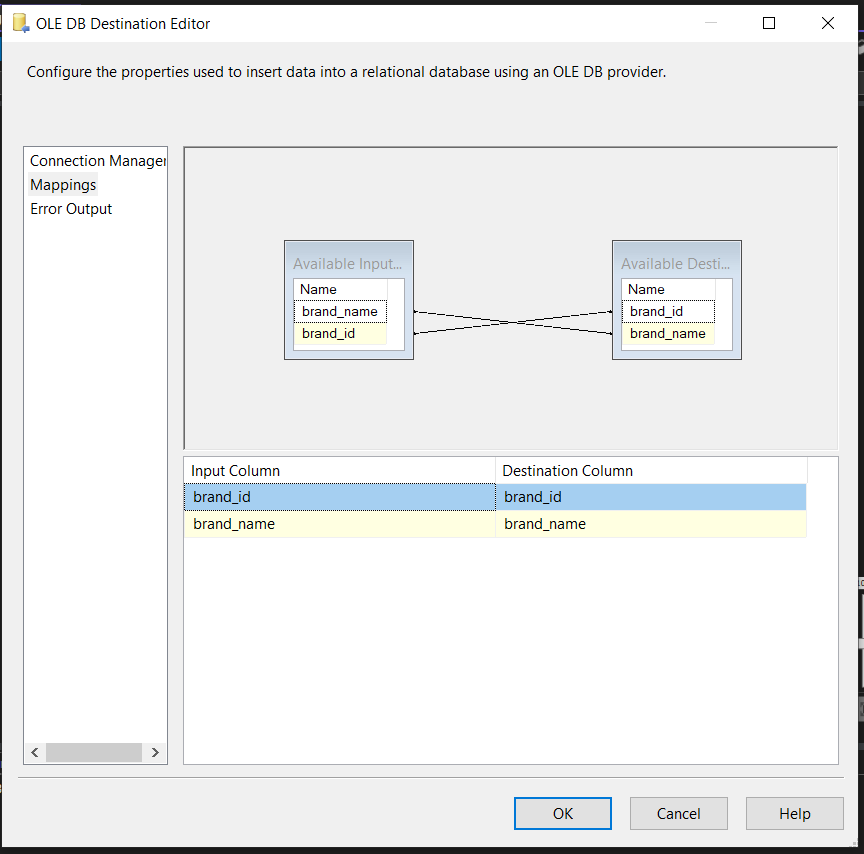 OLE DB Destination Editor
Configure the properties used to insert data into a relational database using an OLE DB provider.
Connection Manager
Mappings
Error Output
Available Input...
Name
brand_name
brand_id
Available Desti...
Name
brand_id
brand_name
Input Column Destination Column
brand_id brand_id
brand_name brand_name
OK Cancel Help